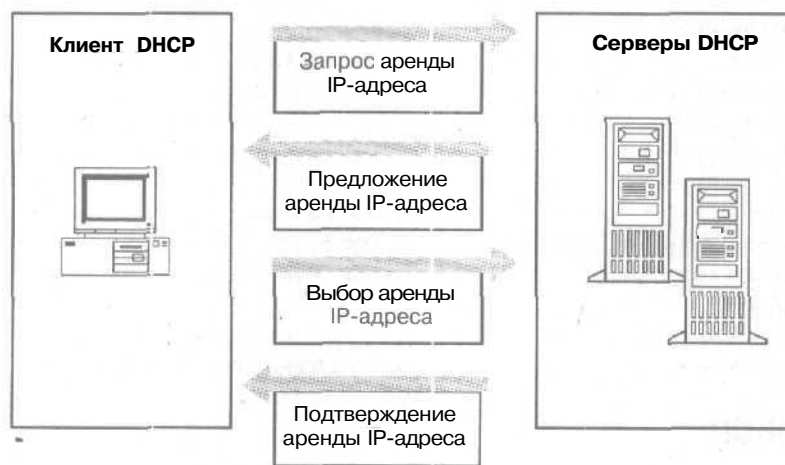 Клиент DHCP
Серверы DHCP
Запрос аренды
IP-адреса
Предложение
аренды IP-адреса
Выбор аренды
IP-адреса
Подтверждение
аренды IP-адреса